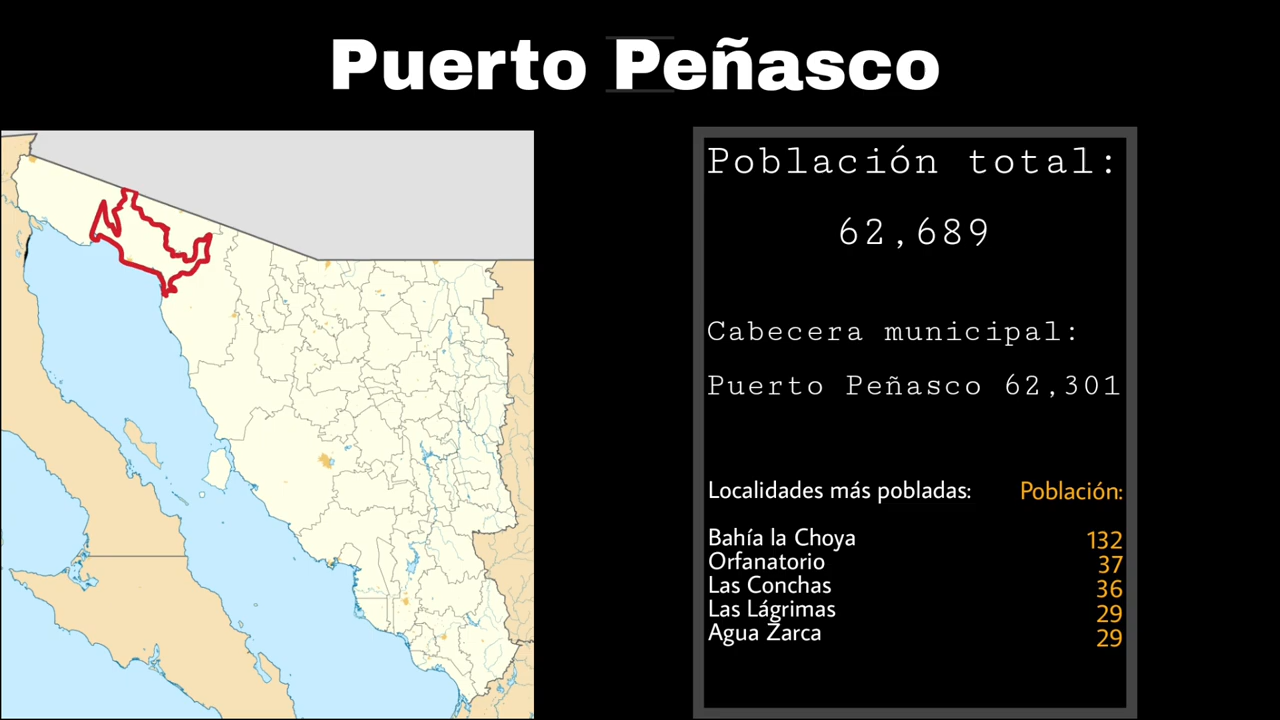 Puerto Peñasco
Población total:
62,689
Cabecera municipal:
Puerto Peñasco 62,301
Localidades más pobladas: Población:
Bahía la Choya 132
Orfanatorio 37
Las Conchas 36
Las Lágrimas 29
Agua Zarca 29